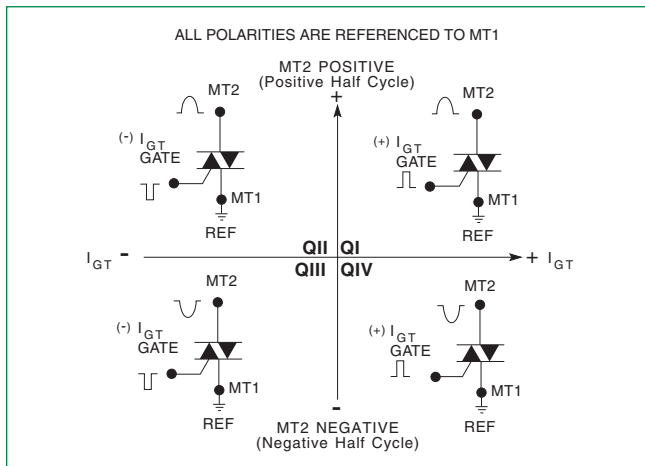 ALL POLARITIES ARE REFERENCED TO MT1
MT2 POSITIVE
(Positive Half Cycle)
+
MT2
(-) IGT
GATE
MT1
REF
MT2
(+) IGT
GATE
MT1
REF
IGT -
QII QI
QIII QIV
+ IGT
MT2
(-) IGT
GATE
MT1
REF
MT2
(+) IGT
GATE
MT1
REF
-
MT2 NEGATIVE
(Negative Half Cycle)